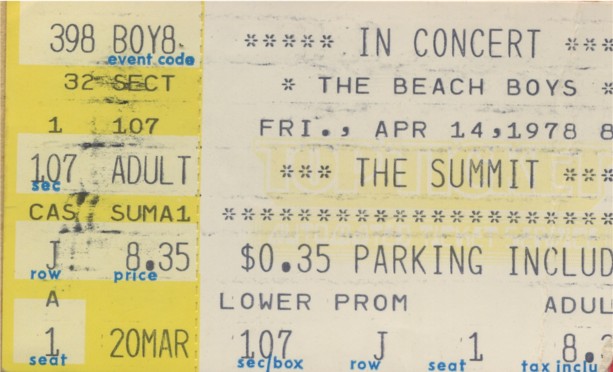 398 BOY8.
event code
32 SECT
1 107
107 ADULT
sec
CAS SUMA1
J 8.35
row price
A
1 20MAR
seat
***** IN CONCERT ***
* THE BEACH BOYS *
FRI., APR 14,1978 8
*** THE SUMMIT ***
$0.35 PARKING INCLUD
LOWER PROM ADUL
107 J 1 8.3
sec/box row seat tax inclu